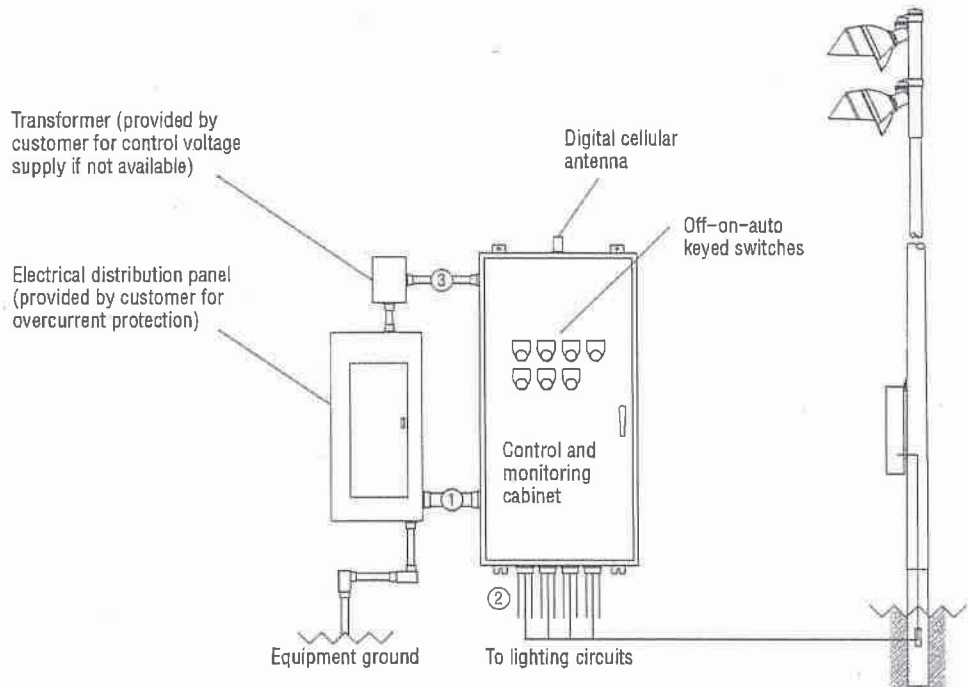 Transformer (provided by
customer for control voltage
supply if not available)
Digital cellular
antenna
Off-on-auto
keyed switches
Electrical distribution panel
(provided by customer for
overcurrent protection)
3
Control and
monitoring
cabinet
1
2
Equipment ground
To lighting circuits